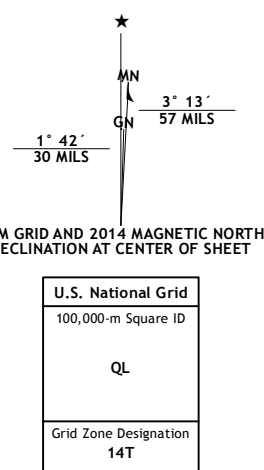 ★
MN
3° 13´
57 MILS
GN
1° 42´
30 MILS
M GRID AND 2014 MAGNETIC NORTH
ECLINATION AT CENTER OF SHEET
U.S. National Grid
100,000-m Square ID
QL
Grid Zone Designation
14T